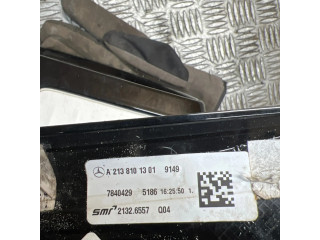 A 213 810 13 01 9149
7840429 5186 16:25:50 1.
smr 2132.6557 Q04